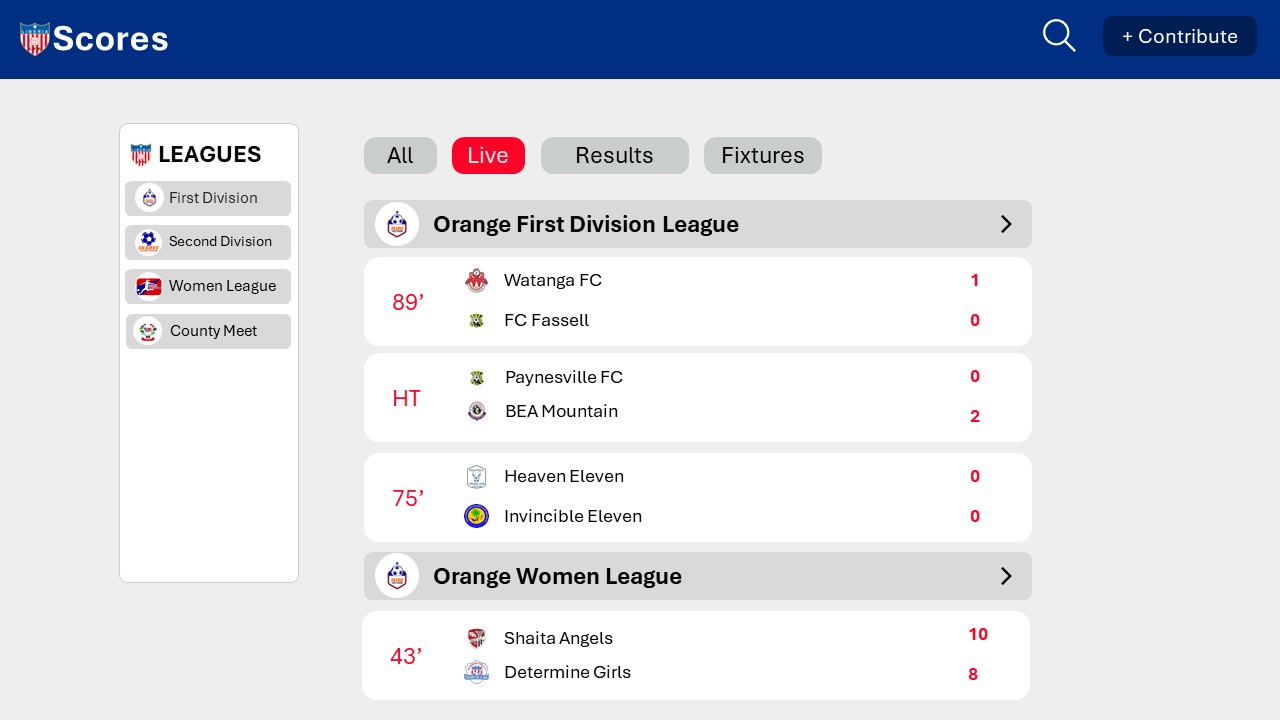 Scores
+ Contribute
LEAGUES
First Division
Second Division
Women League
County Meet
All
Live
Results
Fixtures
Orange First Division League
89’
Watanga FC
1
FC Fassell
0
HT
Paynesville FC
0
BEA Mountain
2
75’
Heaven Eleven
0
Invincible Eleven
0
Orange Women League
43’
Shaita Angels
10
Determine Girls
8